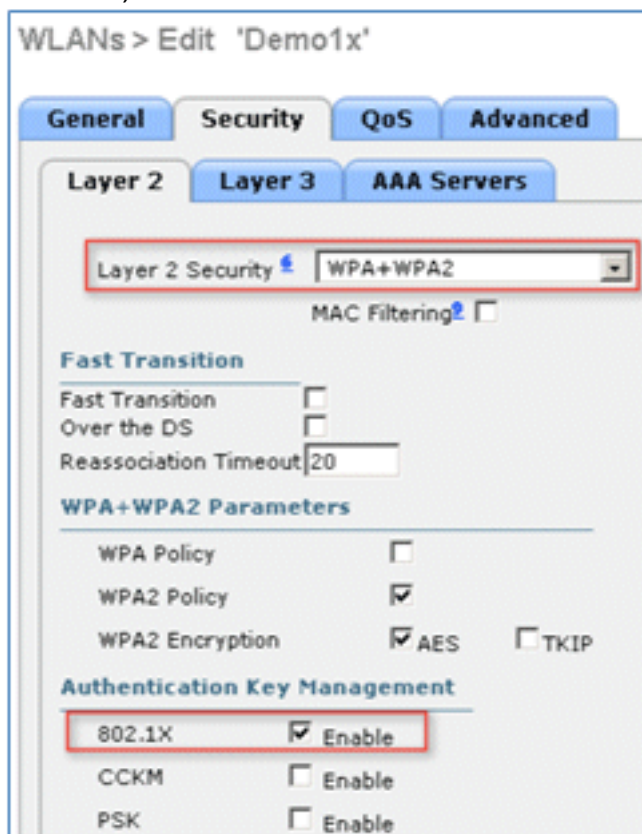 WLANs > Edit 'Demo1x'
General Security QoS Advanced
Layer 2 Layer 3 AAA Servers
Layer 2 Security 6 WPA+WPA2
MAC Filtering 9
Fast Transition
Fast Transition
Over the DS
Reassociation Timeout 20
WPA+WPA2 Parameters
WPA Policy
WPA2 Policy
WPA2 Encryption AES TKIP
Authentication Key Management
802.1X Enable
CCKM Enable
PSK Enable